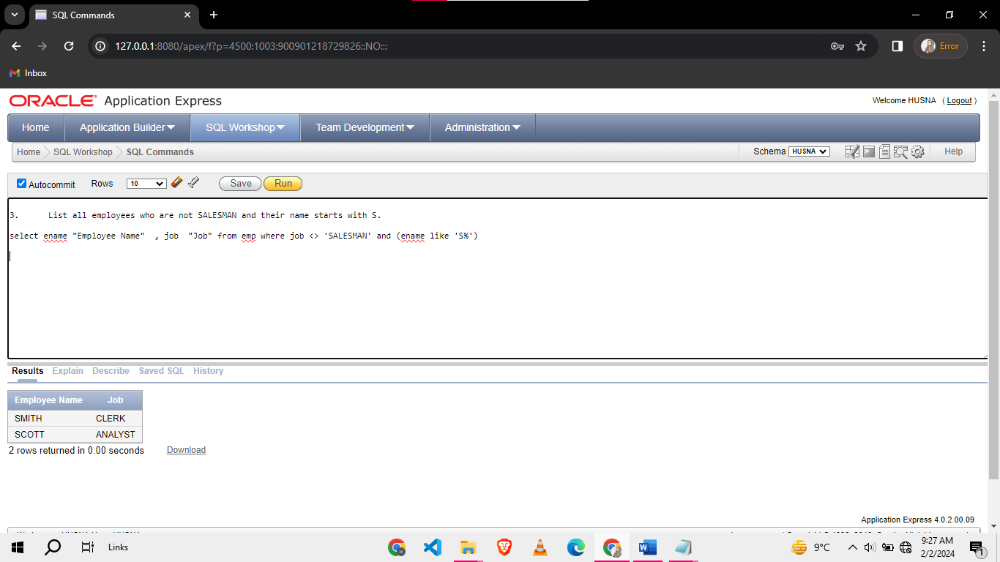 SQL Commands
127.0.0.1:8080/apex/f?p=4500:1003:900901218729826::NO:::
Error
Inbox
ORACLE Application Express
Welcome HUSNA ( Logout )
Home Application Builder SQL Workshop Team Development Administration
Home SQL Workshop SQL Commands Schema HUSNA Help
Autocommit Rows 10 Save Run
3. List all employees who are not SALESMAN and their name starts with S.
select ename "Employee Name" , job "Job" from emp where job <> 'SALESMAN' and (ename like 'S%')
Results Explain Describe Saved SQL History
Employee Name Job
SMITH CLERK
SCOTT ANALYST
2 rows returned in 0.00 seconds Download
Application Express 4.0.2.00.09
Links
9°C
9:27 AM
2/2/2024
1